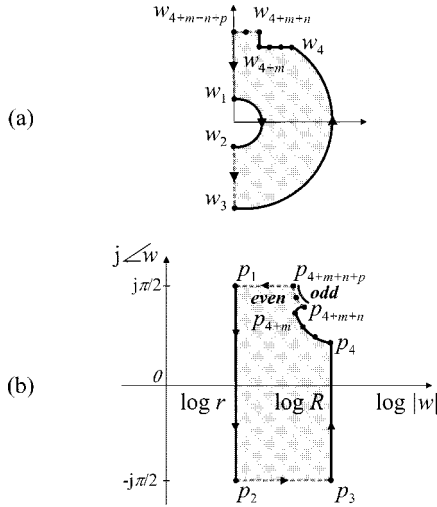 w4+m−n+p
w4+m+n
w4
w4+m
w1
(a)
w2
w3
j∠w
jπ/2
p1
p4+m+n+p
even
odd
p4+m
p4+m+n
p4
(b)
0
log r
log R
log |w|
-jπ/2
p2
p3